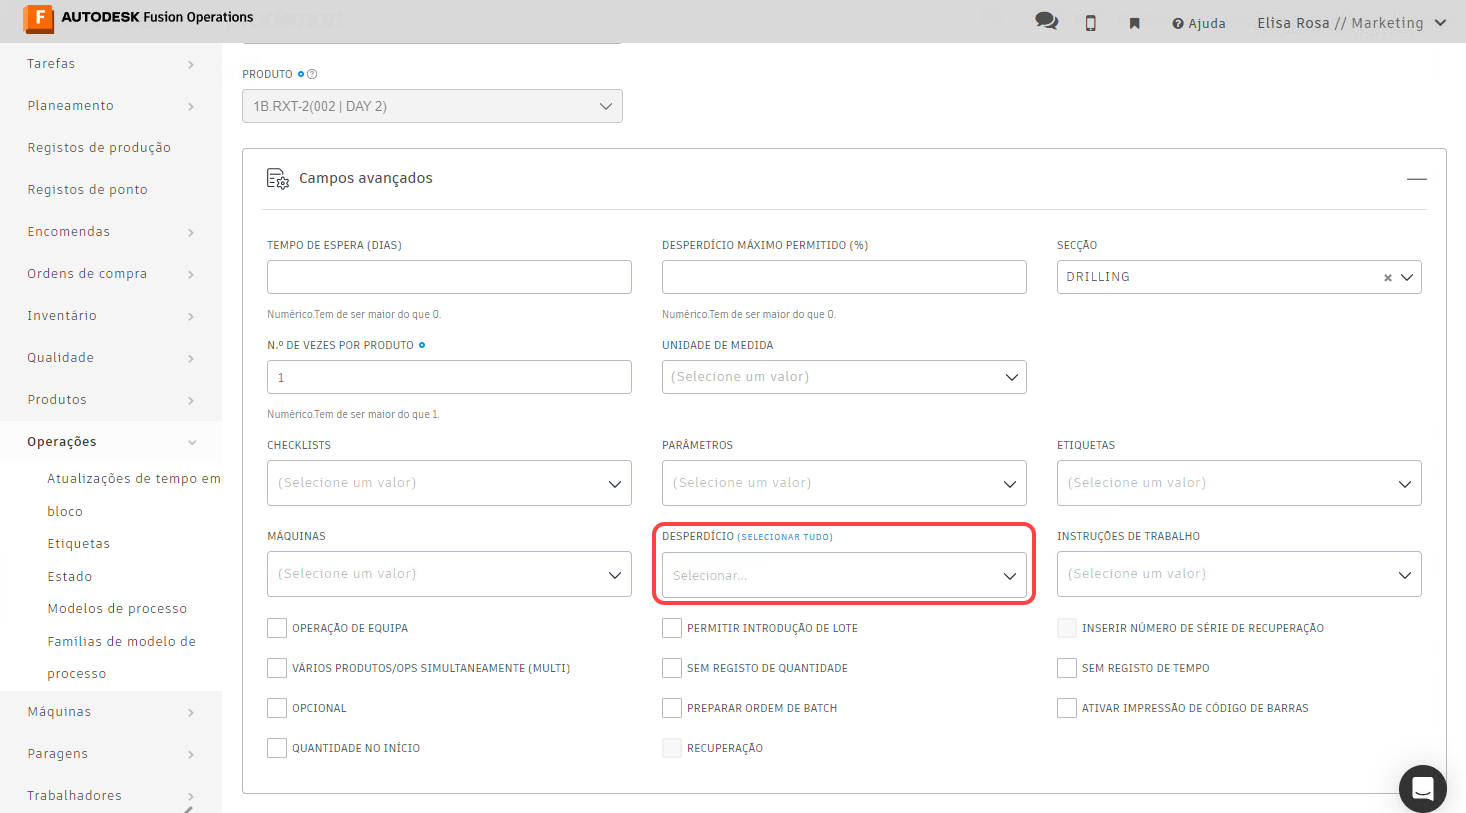 AUTODESK Fusion Operations
Ajuda
Elisa Rosa // Marketing
Tarefas
Planeamento
Registos de produção
Registos de ponto
Encomendas
Ordens de compra
Inventário
Qualidade
Produtos
Operações
Atualizações de tempo em
bloco
Etiquetas
Estado
Modelos de processo
Famílias de modelo de
processo
Máquinas
Paragens
Trabalhadores
PRODUTO
1B.RXT-2(002 | DAY 2)
Campos avançados
TEMPO DE ESPERA (DIAS)
DESPERDÍCIO MÁXIMO PERMITIDO (%)
SECÇÃO
DRILLING
Numérico.Tem de ser maior do que 0.
Numérico.Tem de ser maior do que 0.
N.º DE VEZES POR PRODUTO
UNIDADE DE MEDIDA
1
(Selecione um valor)
Numérico.Tem de ser maior do que 1.
CHECKLISTS
PARÂMETROS
ETIQUETAS
(Selecione um valor)
(Selecione um valor)
(Selecione um valor)
MÁQUINAS
DESPERDÍCIO (SELECIONAR TUDO)
INSTRUÇÕES DE TRABALHO
(Selecione um valor)
Selecionar...
(Selecione um valor)
OPERAÇÃO DE EQUIPA
PERMITIR INTRODUÇÃO DE LOTE
INSERIR NÚMERO DE SÉRIE DE RECUPERAÇÃO
VÁRIOS PRODUTOS/OPS SIMULTANEAMENTE (MULTI)
SEM REGISTO DE QUANTIDADE
SEM REGISTO DE TEMPO
OPCIONAL
PREPARAR ORDEM DE BATCH
ATIVAR IMPRESSÃO DE CÓDIGO DE BARRAS
QUANTIDADE NO INÍCIO
RECUPERAÇÃO